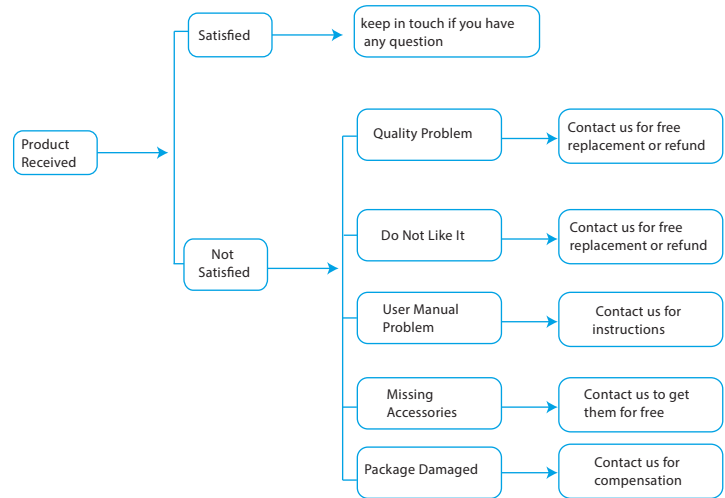 Product
Received
Satisfied
keep in touch if you have
any question
Not
Satisfied
Quality Problem
Contact us for free
replacement or refund
Do Not Like It
Contact us for free
replacement or refund
User Manual
Problem
Contact us for
instructions
Missing
Accessories
Contact us to get
them for free
Package Damaged
Contact us for
compensation